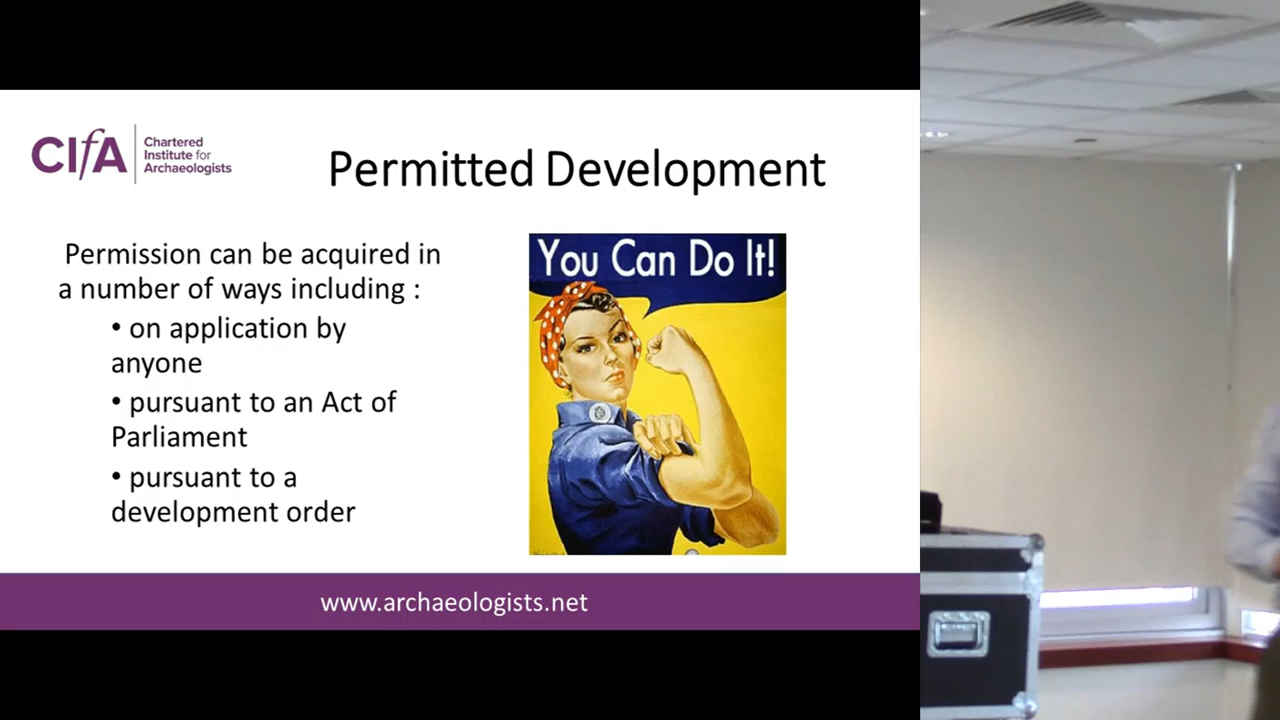 CIfA
Chartered
Institute for
Archaeologists
Permitted Development
Permission can be acquired in
a number of ways including :
• on application by
anyone
• pursuant to an Act of
Parliament
• pursuant to a
development order
You Can Do It!
www.archaeologists.net